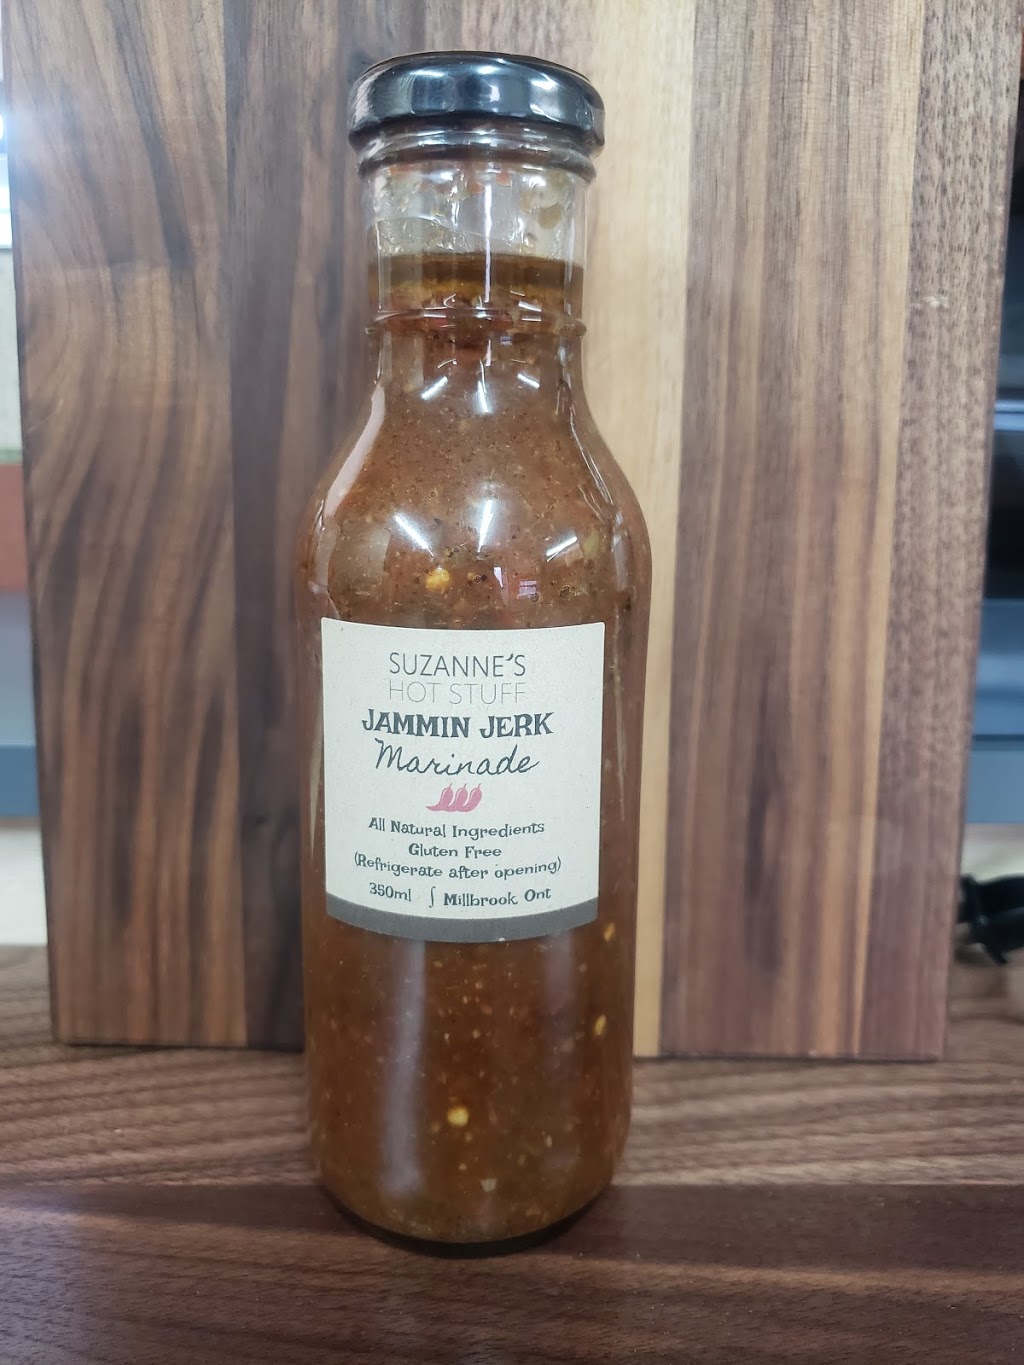 SUZANNE'S
HOT STUFF
JAMMIN JERK
Marinade
All Natural Ingredients
Gluten Free
(Refrigerate after opening)
350ml ∫ Millbrook Ont